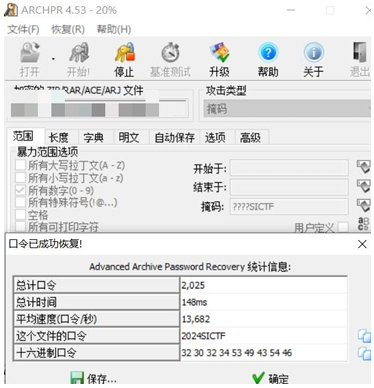 ARCHPR 4.53 - 20%
文件(F) 恢复(R) 帮助(H)
打开 开始! 停止 基准测试 升级 帮助 关于 退出
加密的 ZIP/RAR/ACE/ARJ 文件 攻击类型
掩码
范围 长度 字典 明文 自动保存 选项 高级
暴力范围选项
所有大写拉丁文(A - Z)
所有小写拉丁文(a - z)
所有数字(0 - 9)
所有特殊符号(!@...)
空格
所有可打印字符
开始于:
结束于:
掩码: ????SICTF
用户定义
口令已成功恢复!
Advanced Archive Password Recovery 统计信息:
总计口令 2,025
总计时间 148ms
平均速度(口令/秒) 13,682
这个文件的口令 2024SICTF
十六进制口令 32 30 32 34 53 49 43 54 46
保存... 确定